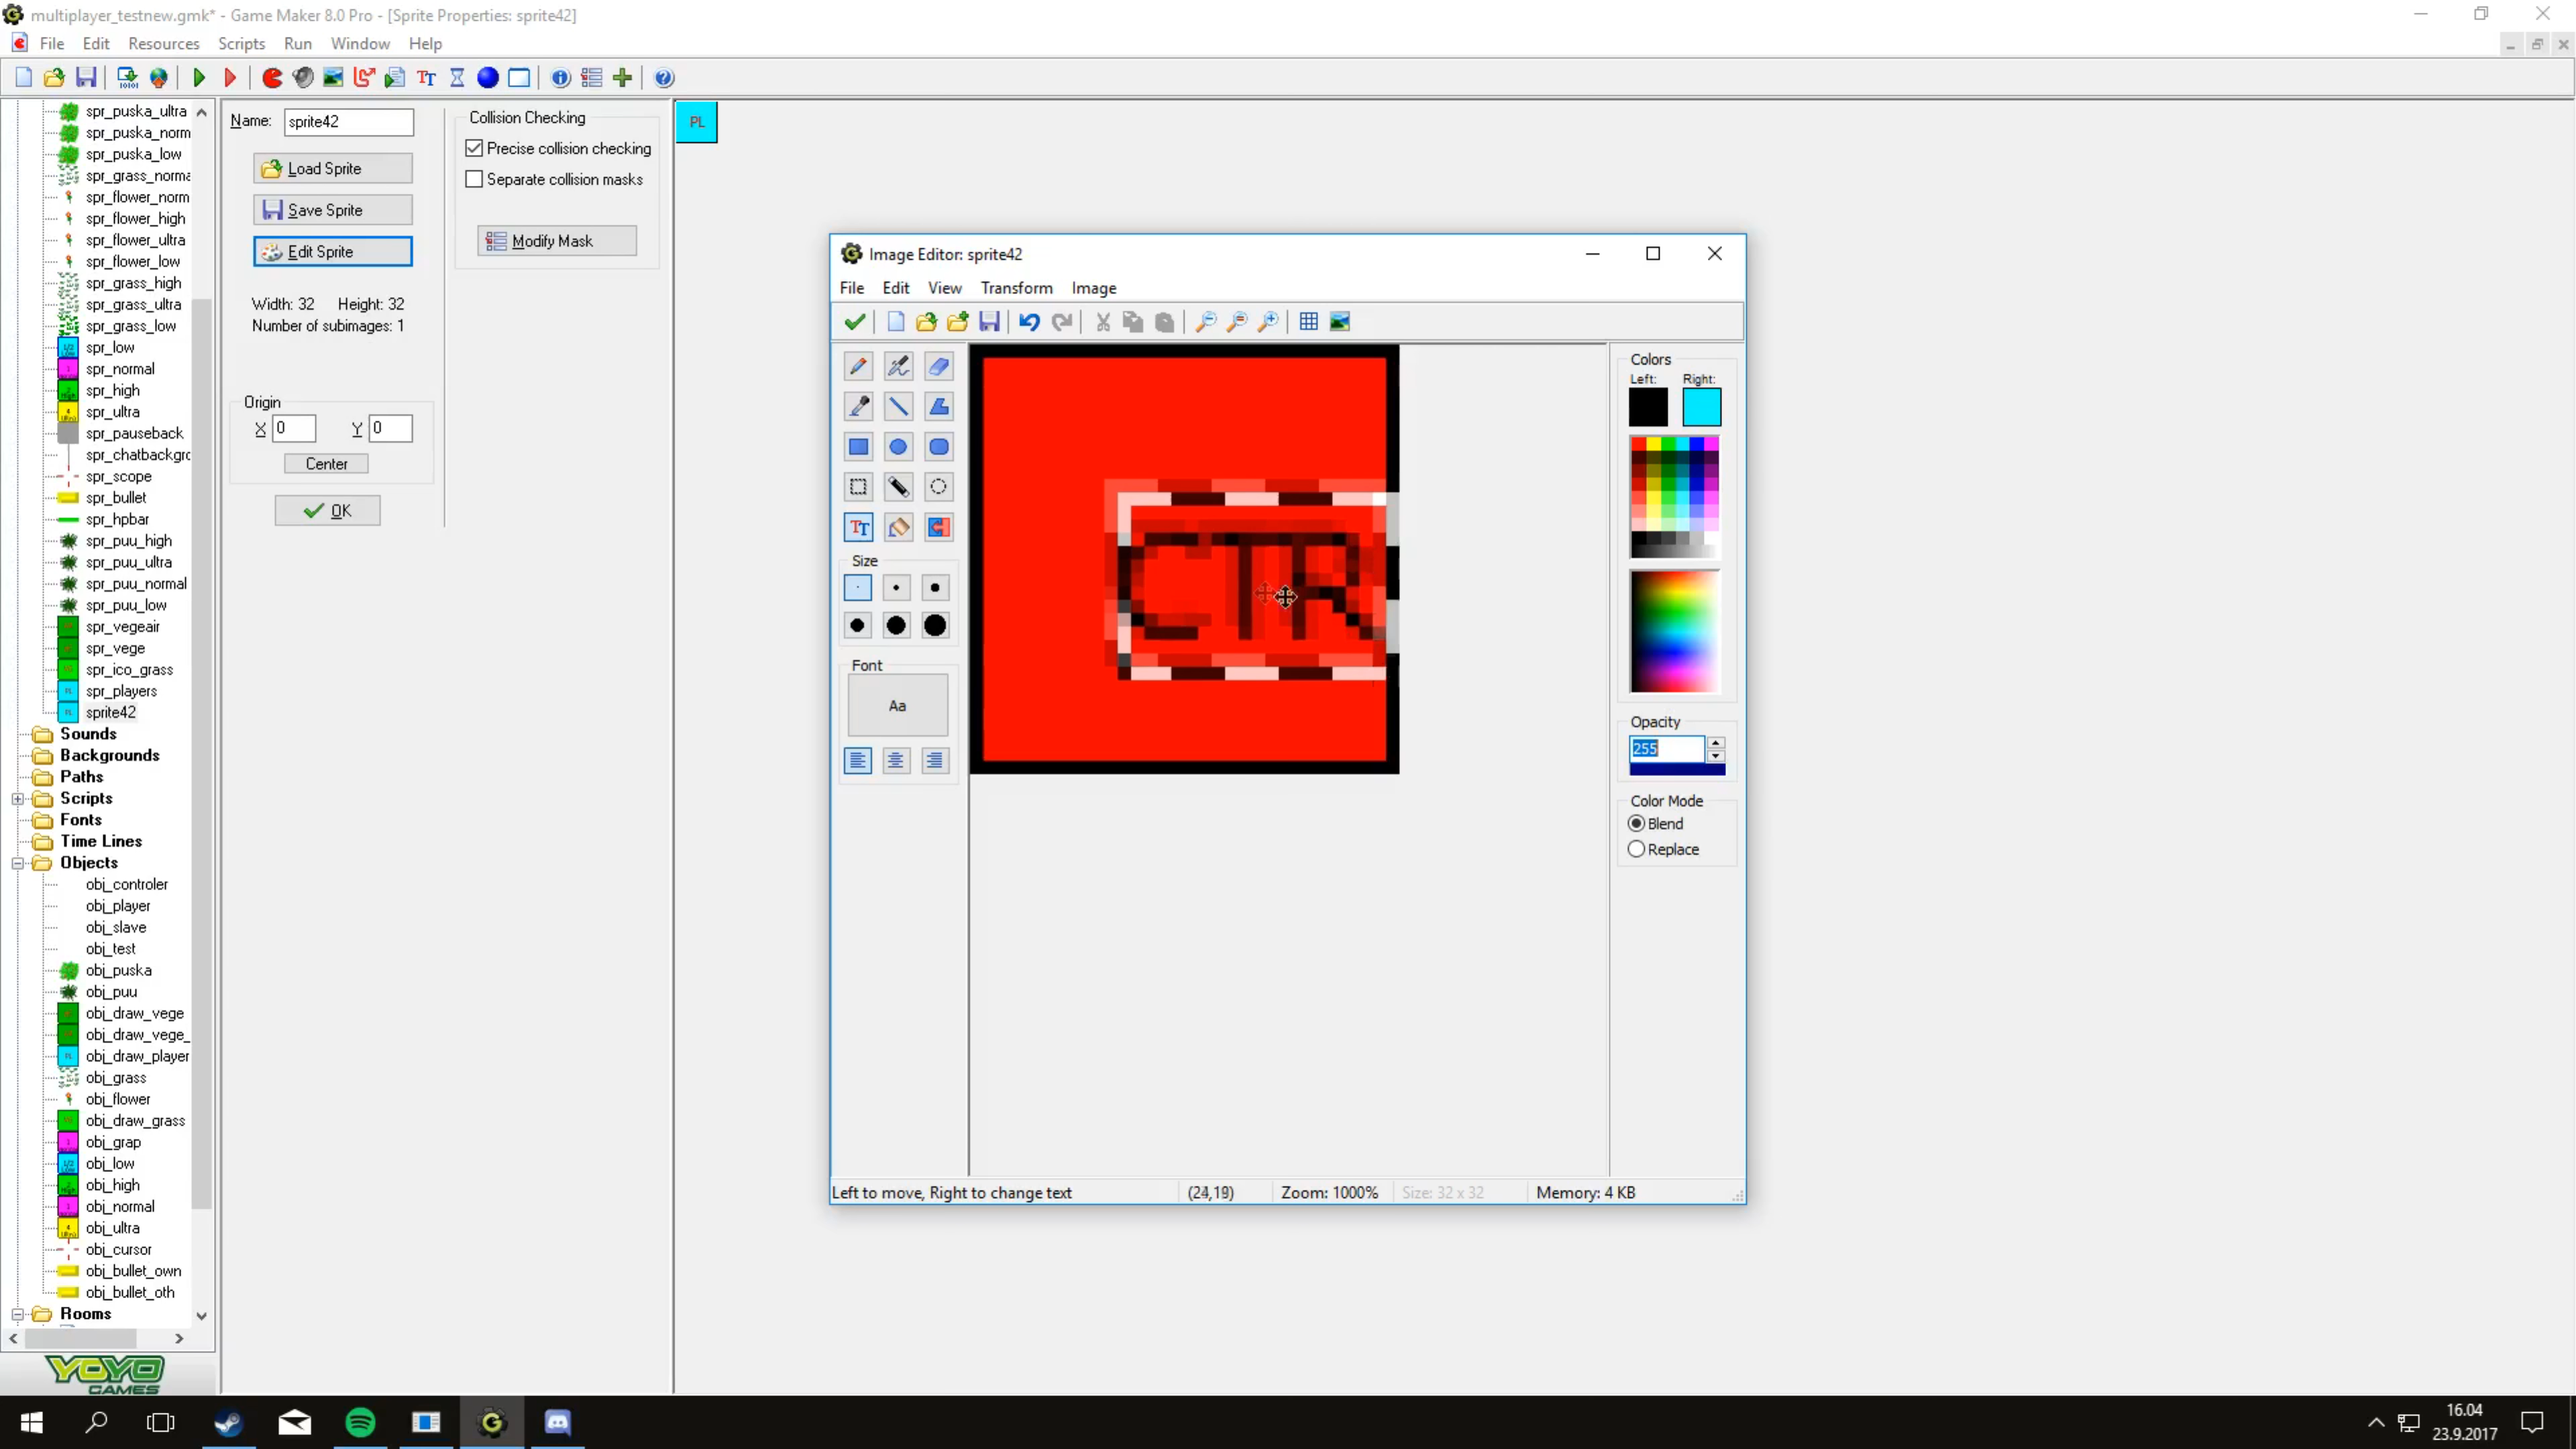 multiplayer_testnew.gmk* - Game Maker 8.0 Pro - [Sprite Properties: sprite42]
File Edit Resources Scripts Run Window Help
spr_puska_ultra
spr_puska_norm
spr_puska_low
spr_grass_norma
spr_flower_norm
spr_flower_high
spr_flower_ultra
spr_flower_low
spr_grass_high
spr_grass_ultra
spr_grass_low
spr_low
spr_normal
spr_high
spr_ultra
spr_pauseback
spr_chatbackgro
spr_scope
spr_bullet
spr_hpbar
spr_puu_high
spr_puu_ultra
spr_puu_normal
spr_puu_low
spr_vegeair
spr_vege
spr_ico_grass
spr_players
sprite42
Sounds
Backgrounds
Paths
Scripts
Fonts
Time Lines
Objects
obj_controler
obj_player
obj_slave
obj_test
obj_puska
obj_puu
obj_draw_vege
obj_draw_vege_
obj_draw_player
obj_grass
obj_flower
obj_draw_grass
obj_grap
obj_low
obj_high
obj_normal
obj_ultra
obj_cursor
obj_bullet_own
obj_bullet_oth
Rooms
YOYO GAMES
Name: sprite42
Load Sprite
Save Sprite
Edit Sprite
Width: 32 Height: 32
Number of subimages: 1
Origin
X 0 Y 0
Center
OK
Collision Checking
Precise collision checking
Separate collision masks
Modify Mask
PL
Image Editor: sprite42
File Edit View Transform Image
Size
Font
Aa
CTR
Colors
Left: Right:
Opacity
255
Color Mode
Blend
Replace
Left to move, Right to change text (24,19) Zoom: 1000% Size: 32 x 32 Memory: 4 KB
16.04
23.9.2017